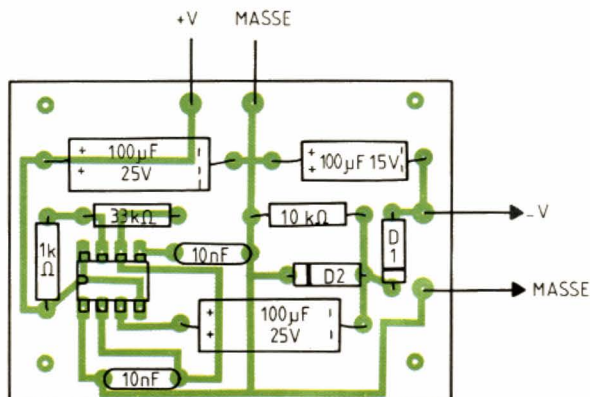 +V MASSE
+ 100µF -
+ 25V -
+ 100µF 15V -
+ -
33kΩ
10 kΩ
-V
1k
Ω
10nF
D
1
D2
MASSE
+ 100µF -
+ 25V -
10nF